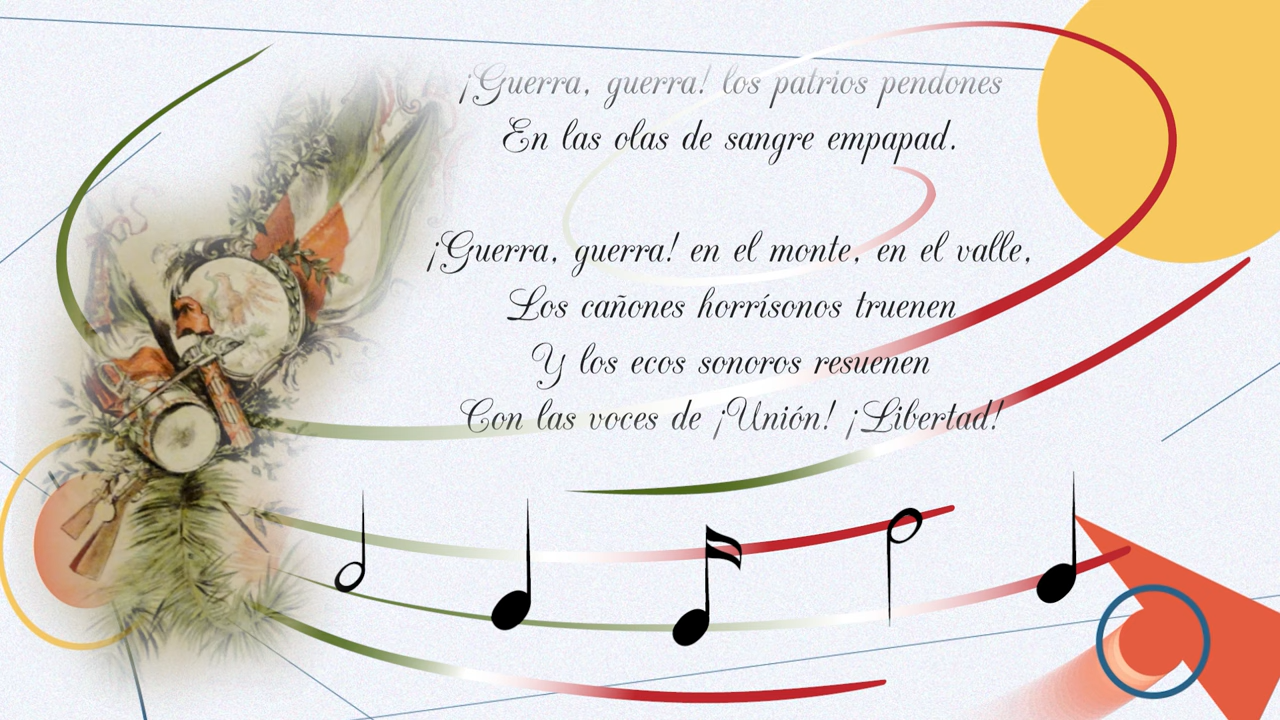 ¡Guerra, guerra! los patrios pendones
En las olas de sangre empapad.
¡Guerra, guerra! en el monte, en el valle,
Los cañones horrísonos truenen
Y los ecos sonoros resuenen
Con las voces de ¡Unión! ¡Libertad!